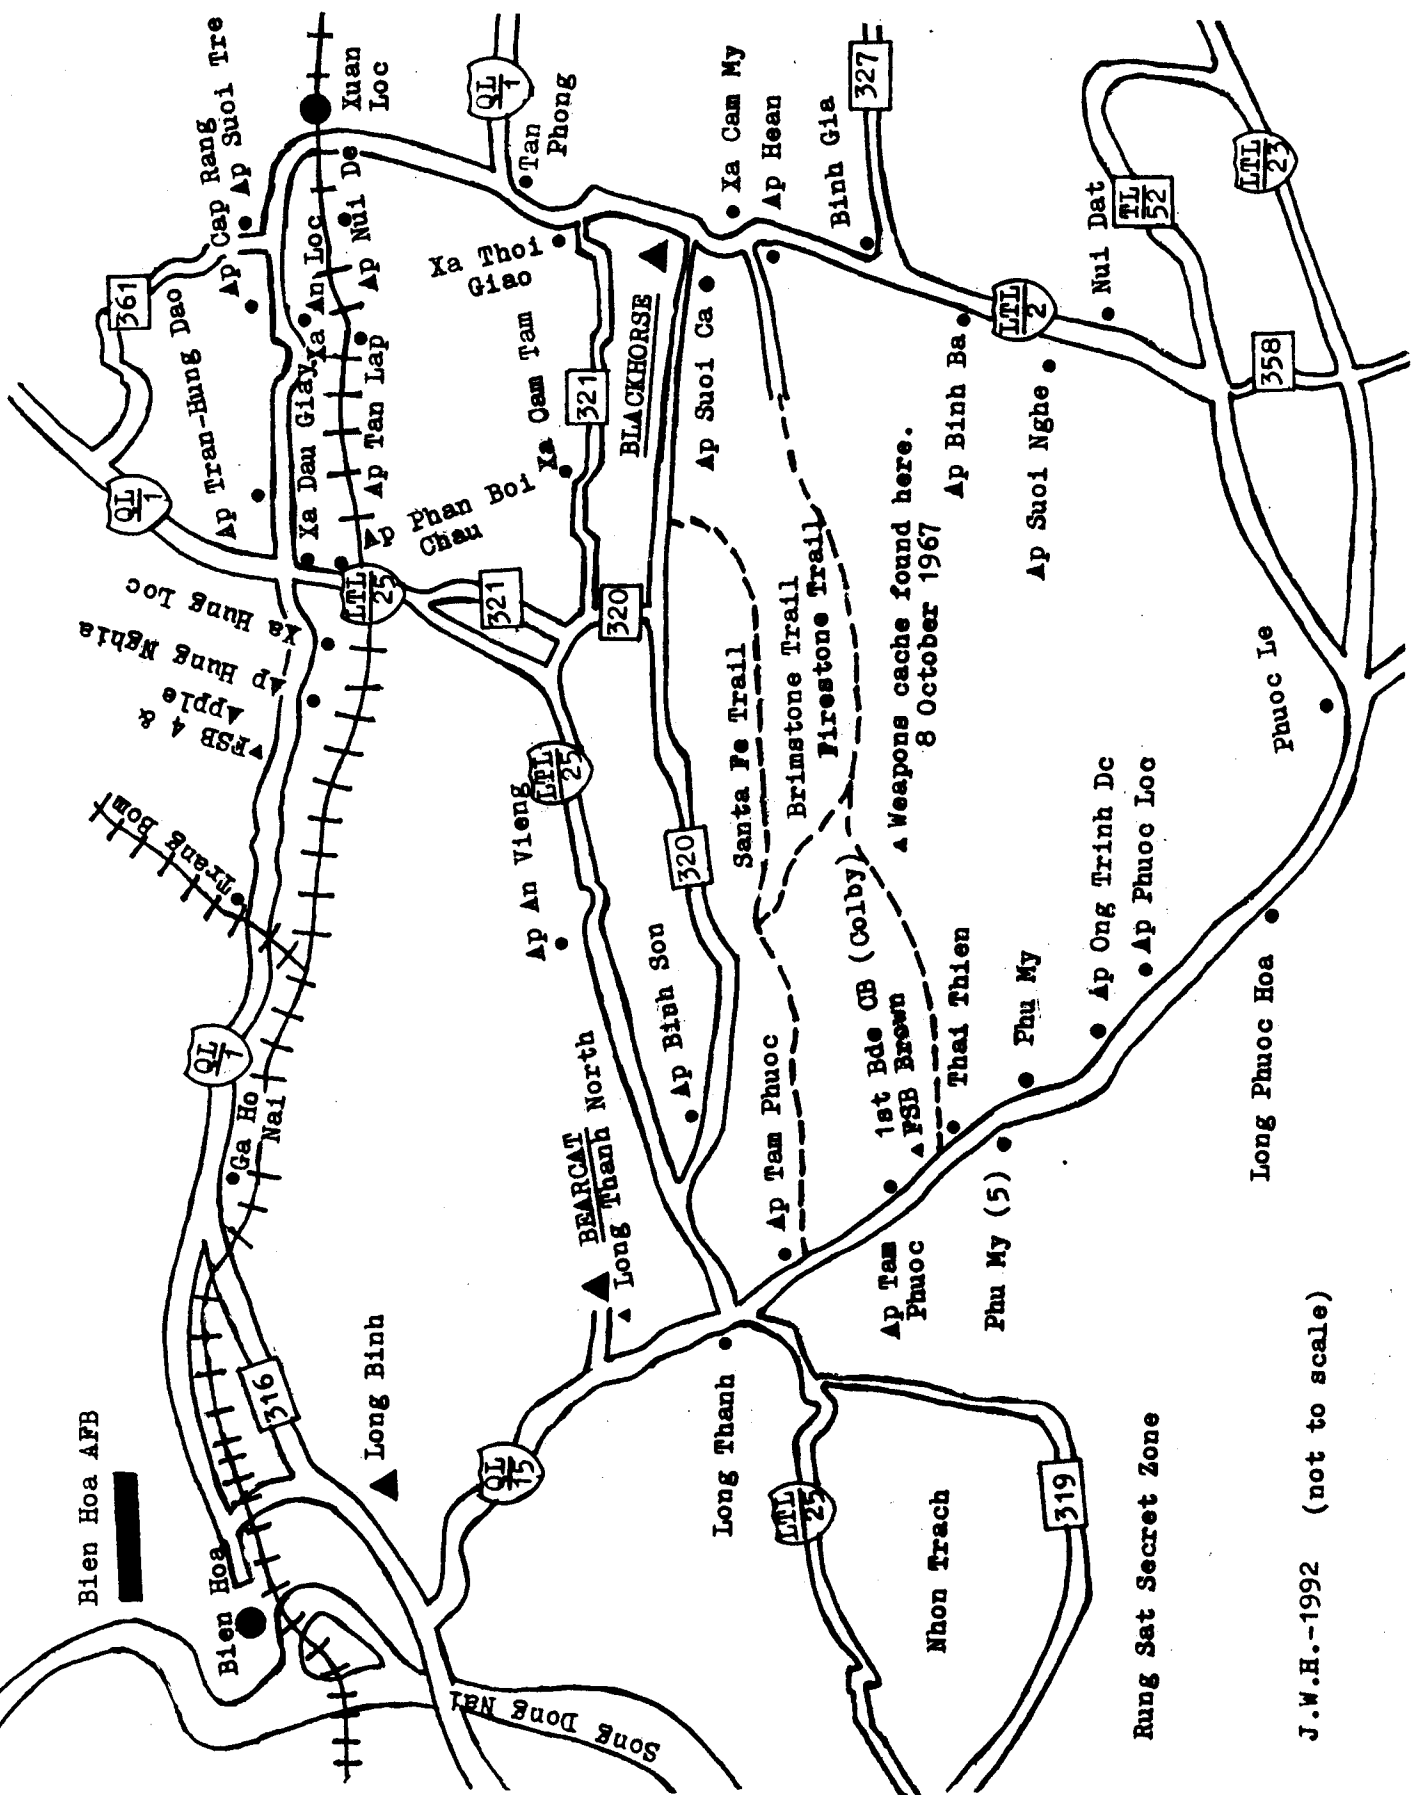 Bien Hoa AFB
Bien Hoa
Song Dong Nai
316
Long Binh
QL
1
Ga Ho
Nai
Trang Bom
FSB 4 &
Apple
Ap Hung Nghia
Xa Hung Loc
QL
1
361
Ap Tran-Hung Dao
Ap Cap Rang
Ap Suoi Tre
Xuan
Loc
Xa Dau Giay
Xa An Loc
Ap Nui De
Ap Tan Lap
LTL
25
Ap Phan Boi
Chau
321
QL
1
Tan
Phong
Xa Thoi
Giao
Xa Cam Tam
321
BLACKHORSE
320
Ap An Vieng
LTL
25
BEARCAT
Long Thanh North
QL
15
Ap Binh Son
320
Ap Suoi Ca
Xa Cam My
Ap Hean
Binh Gia
327
Santa Fe Trail
Brimstone Trail
Firestone Trail
Weapons cache found here.
8 October 1967
Ap Binh Ba
LTL
2
Ap Suoi Nghe
Nui Dat
TL
52
LTL
23
358
Long Thanh
Ap Tam Phuoc
1st Bde CB (Colby)
FSB Brown
Thai Thien
Ap Tam
Phuoc
Phu My
Phu My (5)
Ap Ong Trinh Dc
Ap Phuoc Loc
Phuoc Le
Long Phuoc Hoa
LTL
25
Nhon Trach
319
Rung Sat Secret Zone
J.W.H.-1992 (not to scale)